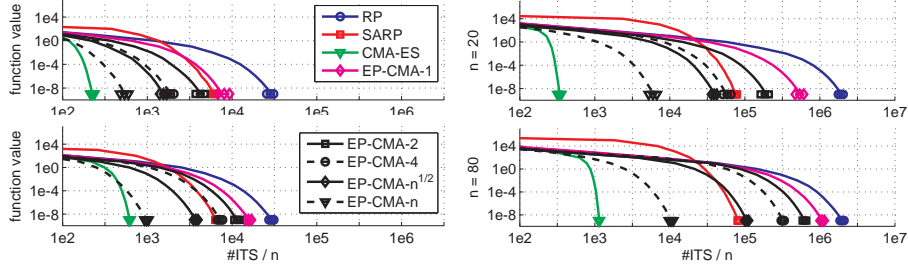 function value
1e4
1e0
1e-4
1e-8
1e2 1e3 1e4 1e5 1e6
RP
SARP
CMA-ES
EP-CMA-1
n = 20
1e4
1e0
1e-4
1e-8
1e2 1e3 1e4 1e5 1e6
function value
1e4
1e0
1e-4
1e-8
1e2 1e3 1e4 1e5 1e6
#ITS / n
EP-CMA-2
EP-CMA-4
EP-CMA-n^1/2
EP-CMA-n
n = 80
1e4
1e0
1e-4
1e-8
1e2 1e3 1e4 1e5 1e6
#ITS / n